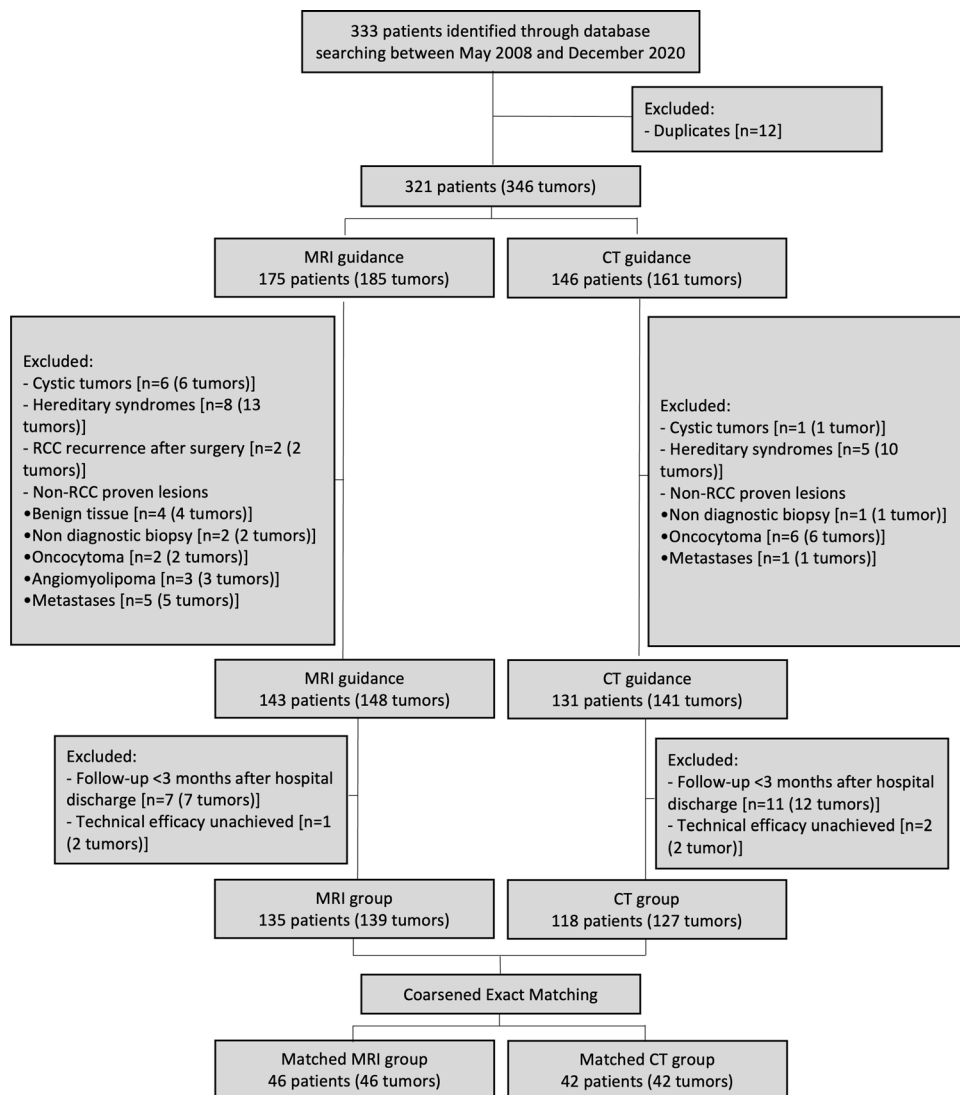 333 patients identified through database
searching between May 2008 and December 2020
Excluded:
- Duplicates [n=12]
321 patients (346 tumors)
MRI guidance
175 patients (185 tumors)
CT guidance
146 patients (161 tumors)
Excluded:
- Cystic tumors [n=6 (6 tumors)]
- Hereditary syndromes [n=8 (13
tumors)]
- RCC recurrence after surgery [n=2 (2
tumors)]
- Non-RCC proven lesions
•Benign tissue [n=4 (4 tumors)]
•Non diagnostic biopsy [n=2 (2 tumors)]
•Oncocytoma [n=2 (2 tumors)]
•Angiomyolipoma [n=3 (3 tumors)]
•Metastases [n=5 (5 tumors)]
Excluded:
- Cystic tumors [n=1 (1 tumor)]
- Hereditary syndromes [n=5 (10
tumors)]
- Non-RCC proven lesions
•Non diagnostic biopsy [n=1 (1 tumor)]
•Oncocytoma [n=6 (6 tumors)]
•Metastases [n=1 (1 tumors)]
MRI guidance
143 patients (148 tumors)
CT guidance
131 patients (141 tumors)
Excluded:
- Follow-up <3 months after hospital
discharge [n=7 (7 tumors)]
- Technical efficacy unachieved [n=1
(2 tumors)]
Excluded:
- Follow-up <3 months after hospital
discharge [n=11 (12 tumors)]
- Technical efficacy unachieved [n=2
(2 tumor)]
MRI group
135 patients (139 tumors)
CT group
118 patients (127 tumors)
Coarsened Exact Matching
Matched MRI group
46 patients (46 tumors)
Matched CT group
42 patients (42 tumors)